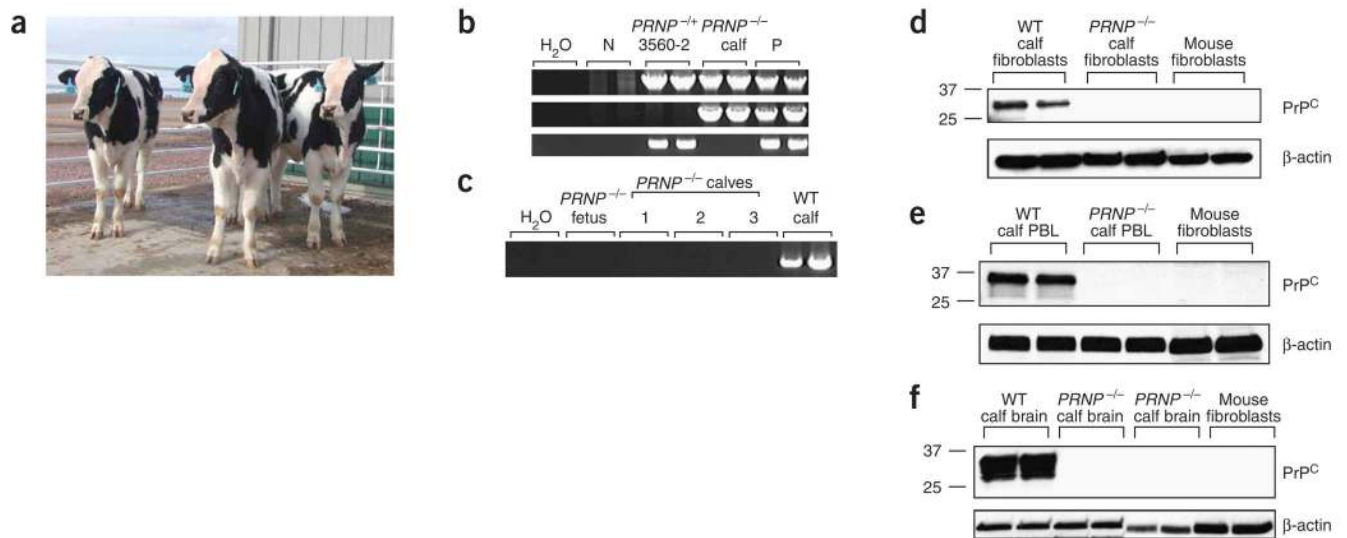 a
b
PRNP⁻/⁺ PRNP⁻/⁻
H₂O N 3560-2 calf P
c
PRNP⁻/⁻ PRNP⁻/⁻ calves WT
H₂O fetus 1 2 3 calf
d
WT PRNP⁻/⁻
calf calf Mouse
fibroblasts fibroblasts fibroblasts
37
25
PrPᶜ
β-actin
e
WT PRNP⁻/⁻ Mouse
calf PBL calf PBL fibroblasts
37
25
PrPᶜ
β-actin
f
WT PRNP⁻/⁻ PRNP⁻/⁻ Mouse
calf brain calf brain calf brain fibroblasts
37
25
PrPᶜ
β-actin